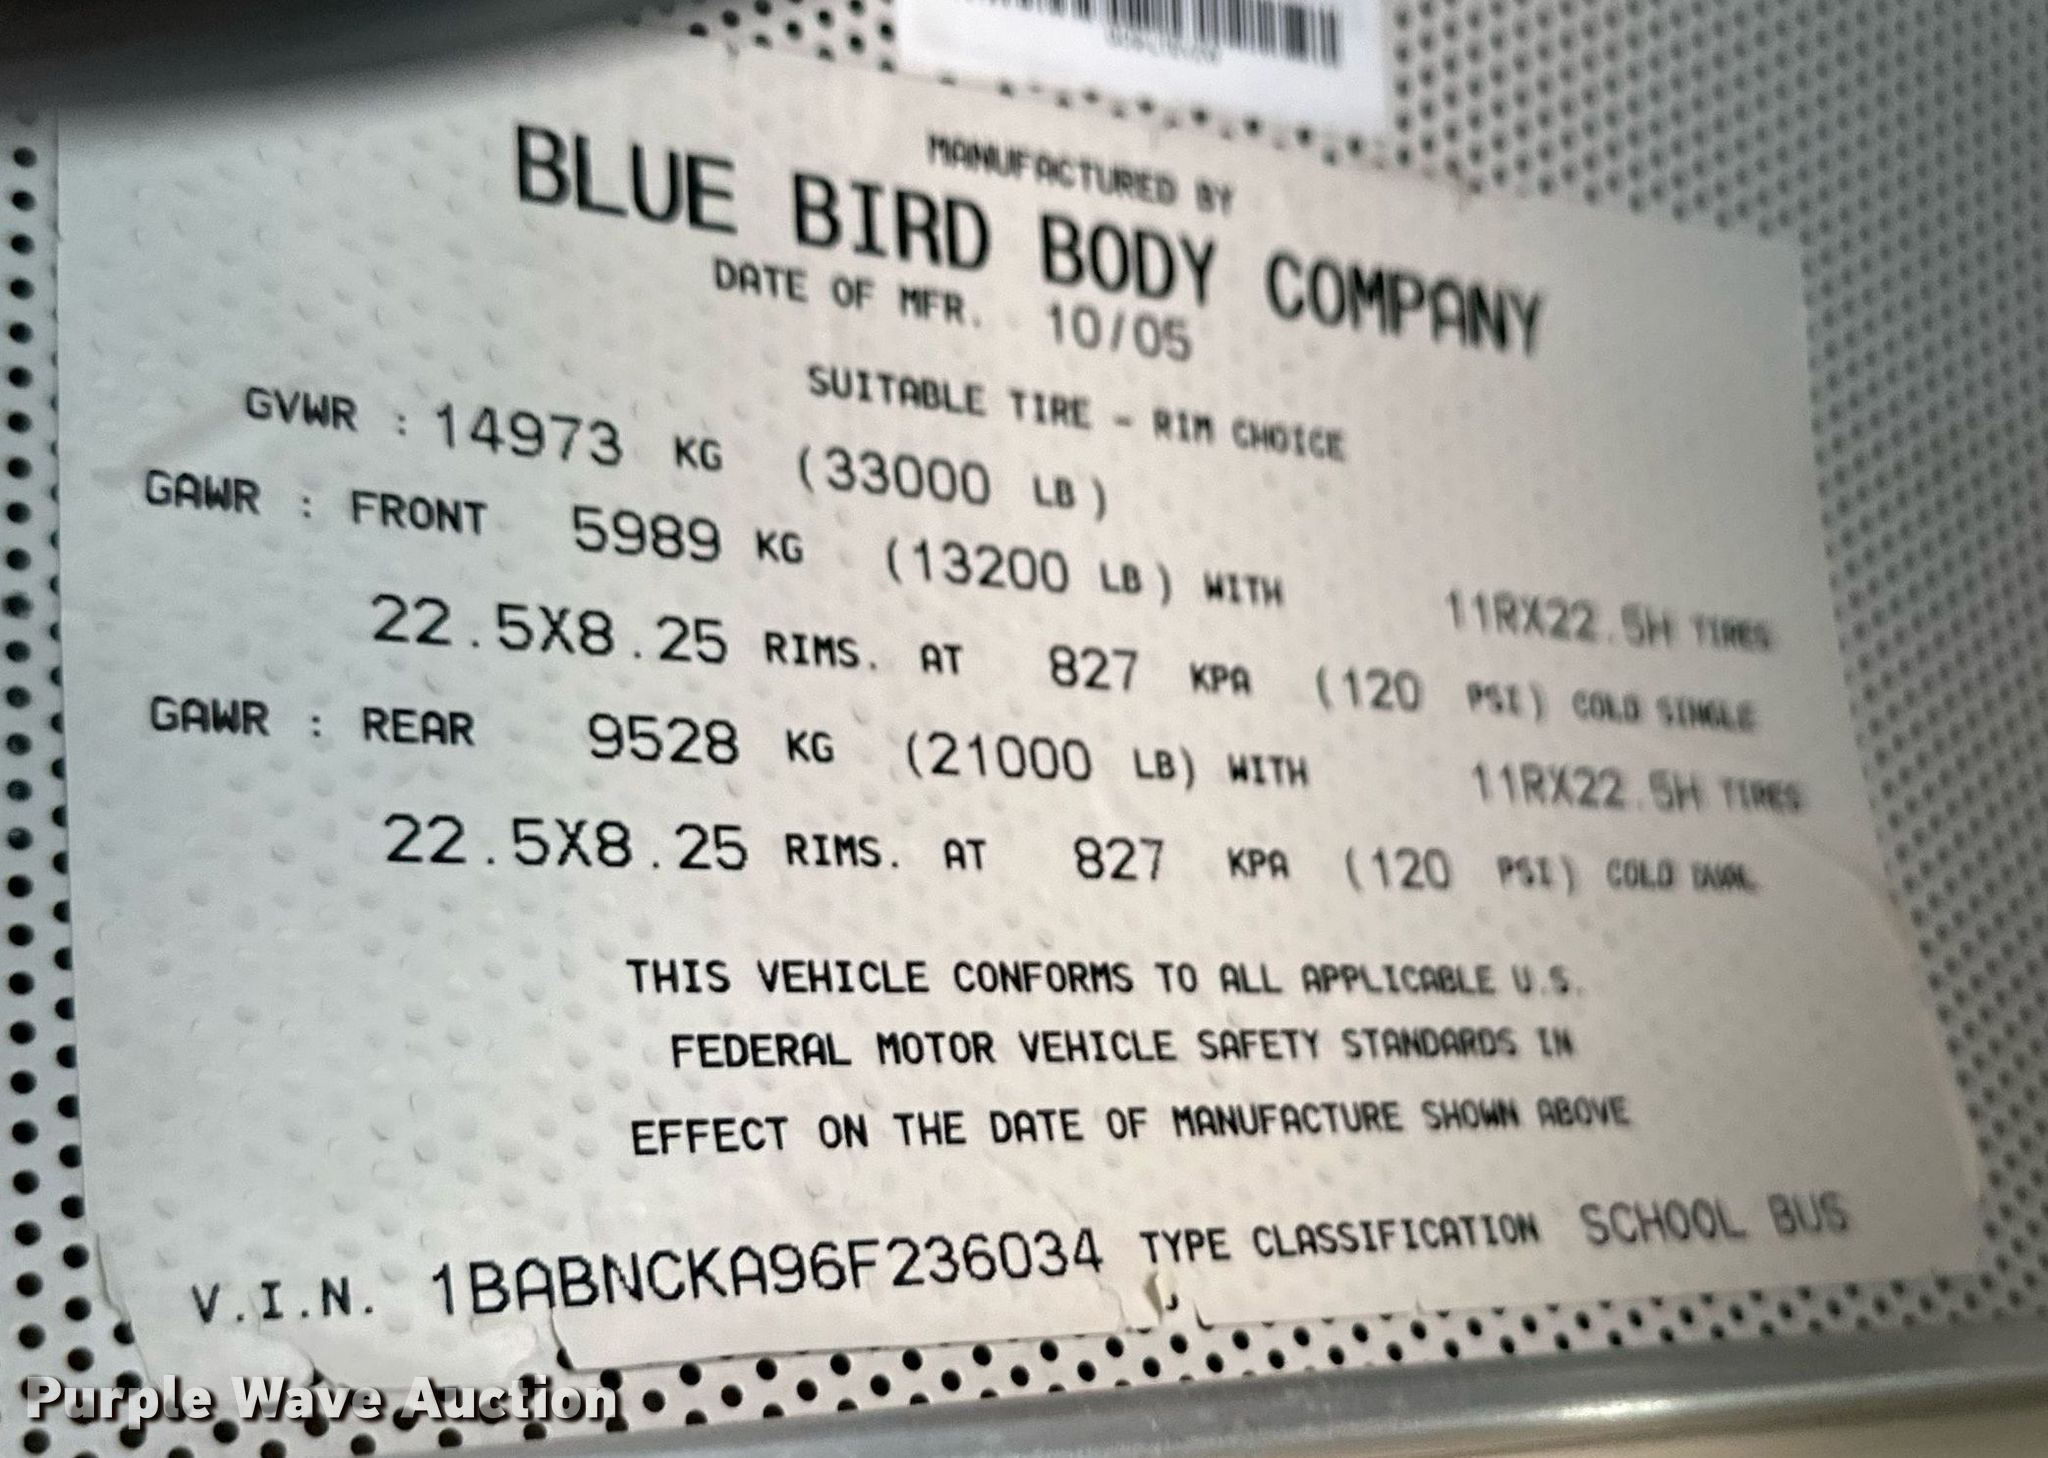 MANUFACTURED BY
BLUE BIRD BODY COMPANY
DATE OF MFR. 10/05
SUITABLE TIRE - RIM CHOICE
GVWR : 14973 KG (33000 LB)
GAWR : FRONT 5989 KG (13200 LB) WITH 11RX22.5H TIRES
22.5X8.25 RIMS. AT 827 KPA (120 PSI) COLD SINGLE
GAWR : REAR 9528 KG (21000 LB) WITH 11RX22.5H TIRES
22.5X8.25 RIMS. AT 827 KPA (120 PSI) COLD DUAL
THIS VEHICLE CONFORMS TO ALL APPLICABLE U.S.
FEDERAL MOTOR VEHICLE SAFETY STANDARDS IN
EFFECT ON THE DATE OF MANUFACTURE SHOWN ABOVE
V.I.N. 1BABNCKA96F236034 TYPE CLASSIFICATION SCHOOL BUS
Purple Wave Auction